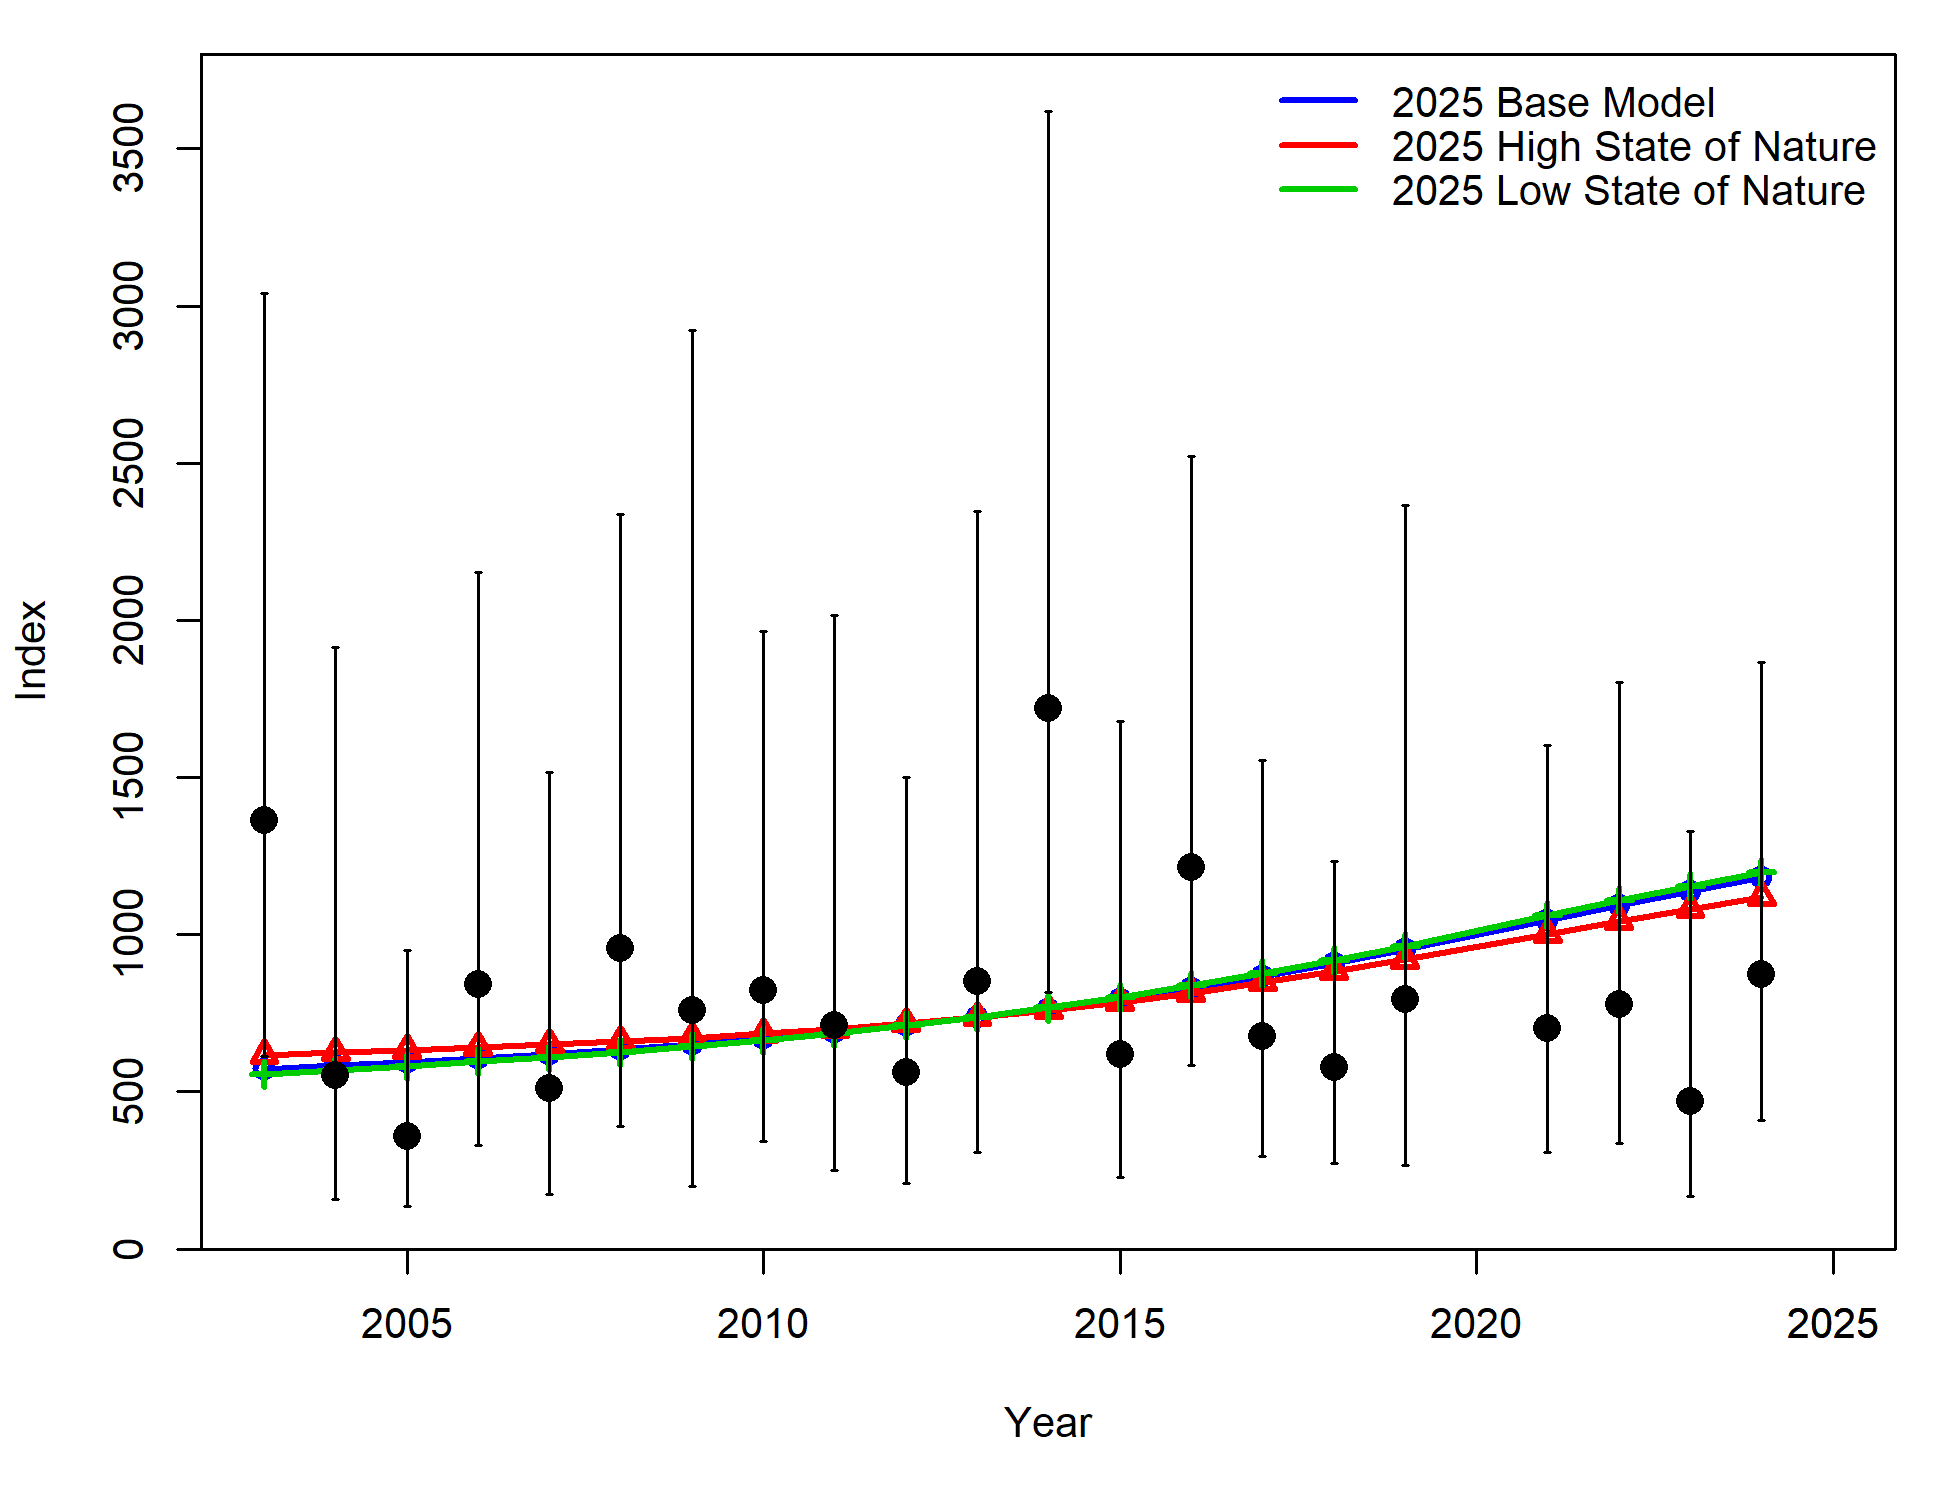 2025 Base Model
2025 High State of Nature
2025 Low State of Nature
Index
3500
3000
2500
2000
1500
1000
500
0
2005 2010 2015 2020 2025
Year